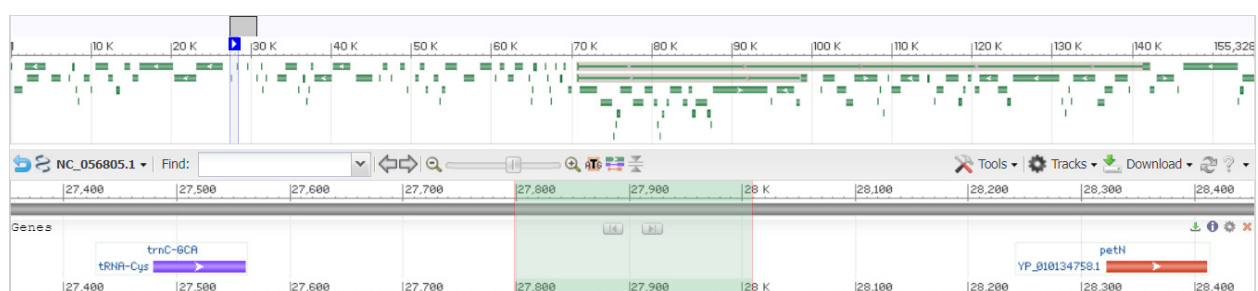 10 K 20 K 30 K 40 K 50 K 60 K 70 K 80 K 90 K 100 K 110 K 120 K 130 K 140 K 155,328
NC_056805.1 Find: ATG Tools Tracks Download ?
27,400 27,500 27,600 27,700 27,800 27,900 28 K 28,100 28,200 28,300 28,400
Genes
trnC-GCA petN
tRNA-Cys YP_010134758.1
27,400 27,500 27,600 27,700 27,800 27,900 28 K 28,100 28,200 28,300 28,400